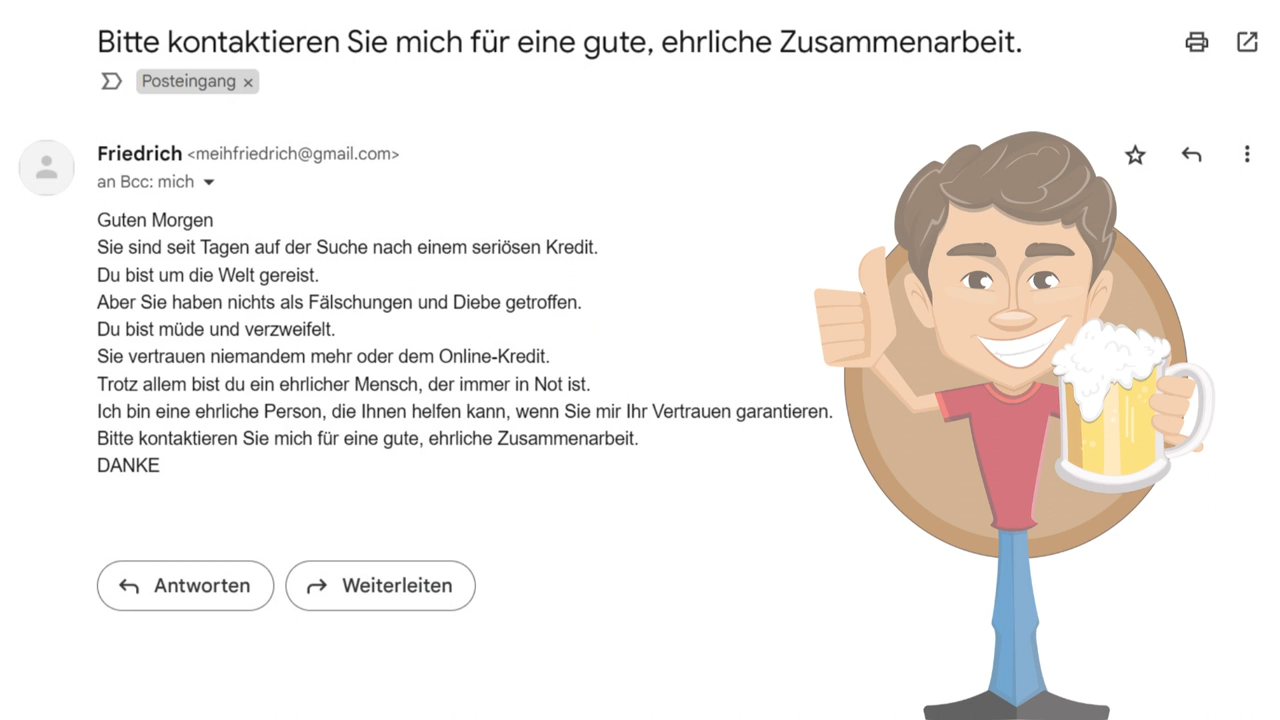 Bitte kontaktieren Sie mich für eine gute, ehrliche Zusammenarbeit.
Posteingang ×
Friedrich <meihfriedrich@gmail.com>
an Bcc: mich
Guten Morgen
Sie sind seit Tagen auf der Suche nach einem seriösen Kredit.
Du bist um die Welt gereist.
Aber Sie haben nichts als Fälschungen und Diebe getroffen.
Du bist müde und verzweifelt.
Sie vertrauen niemandem mehr oder dem Online-Kredit.
Trotz allem bist du ein ehrlicher Mensch, der immer in Not ist.
Ich bin eine ehrliche Person, die Ihnen helfen kann, wenn Sie mir Ihr Vertrauen garantieren.
Bitte kontaktieren Sie mich für eine gute, ehrliche Zusammenarbeit.
DANKE
Antworten Weiterleiten